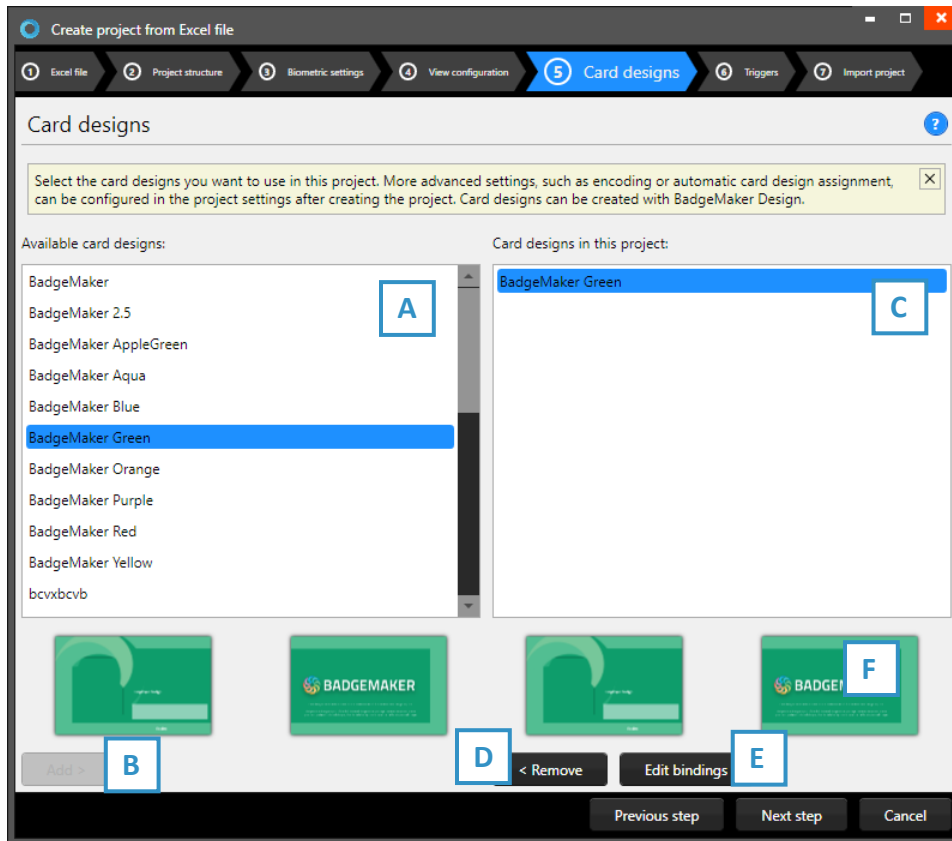 Create project from Excel file
1 Excel file 2 Project structure 3 Biometric settings 4 View configuration 5 Card designs 6 Triggers 7 Import project
Card designs
?
Select the card designs you want to use in this project. More advanced settings, such as encoding or automatic card design assignment,
can be configured in the project settings after creating the project. Card designs can be created with BadgeMaker Design.
Available card designs:
BadgeMaker
BadgeMaker 2.5
BadgeMaker AppleGreen
BadgeMaker Aqua
BadgeMaker Blue
BadgeMaker Green
BadgeMaker Orange
BadgeMaker Purple
BadgeMaker Red
BadgeMaker Yellow
bcvxbcvb
A
Card designs in this project:
BadgeMaker Green
C
BADGEMAKER
BADGE
F
Add >
B
D
< Remove
Edit bindings
E
Previous step
Next step
Cancel